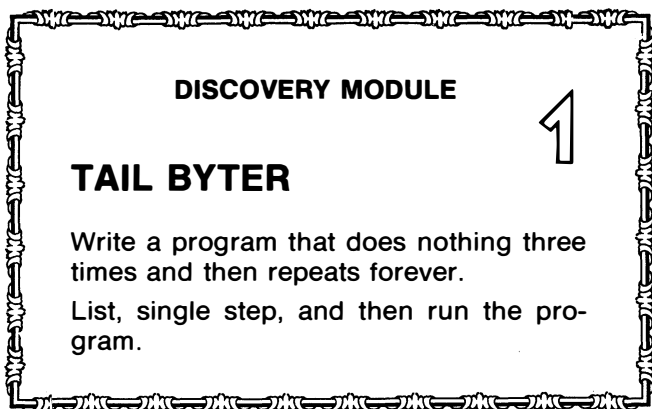 DISCOVERY MODULE
1
TAIL BYTER
Write a program that does nothing three
times and then repeats forever.
List, single step, and then run the pro-
gram.